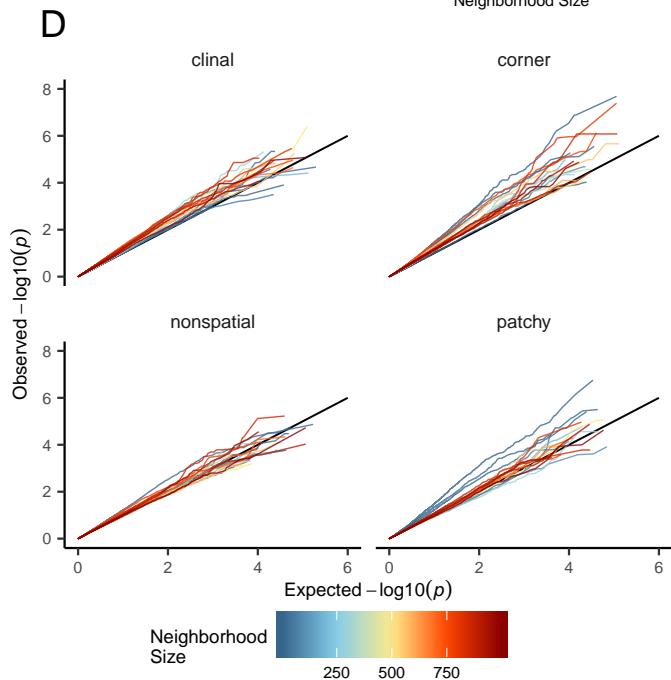 Neighborhood Size
D
clinal
corner
8
6
4
2
0
nonspatial
patchy
8
6
4
2
0
0 2 4 6 0 2 4 6
Observed −log10(p)
Expected −log10(p)
Neighborhood
Size
250 500 750